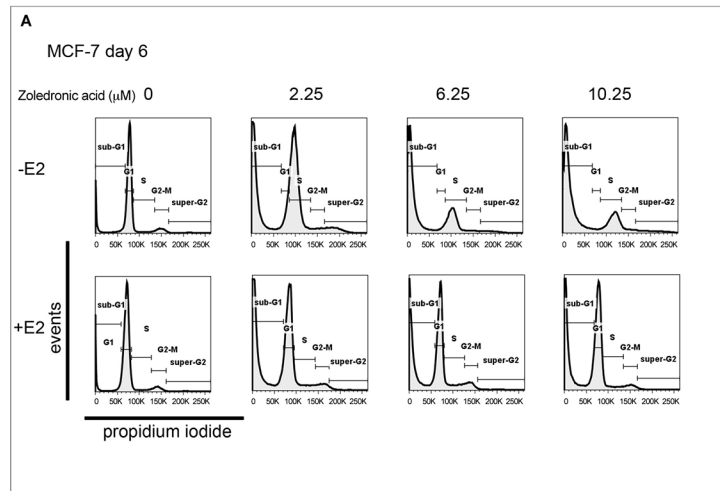 A
MCF-7 day 6
Zoledronic acid (µM) 0 2.25 6.25 10.25
-E2
sub-G1
G1
S
G2-M
super-G2
0 50K 100K 150K 200K 250K
sub-G1
G1
S
G2-M
super-G2
0 50K 100K 150K 200K 250K
sub-G1
G1
S
G2-M
super-G2
0 50K 100K 150K 200K 250K
sub-G1
G1
S
G2-M
super-G2
0 50K 100K 150K 200K 250K
+E2
events
sub-G1
S
G1
G2-M
super-G2
0 50K 100K 150K 200K 250K
sub-G1
G1
S
G2-M
super-G2
0 50K 100K 150K 200K 250K
sub-G1
G1
S
G2-M
super-G2
0 50K 100K 150K 200K 250K
sub-G1
G1
S
G2-M
super-G2
0 50K 100K 150K 200K 250K
propidium iodide